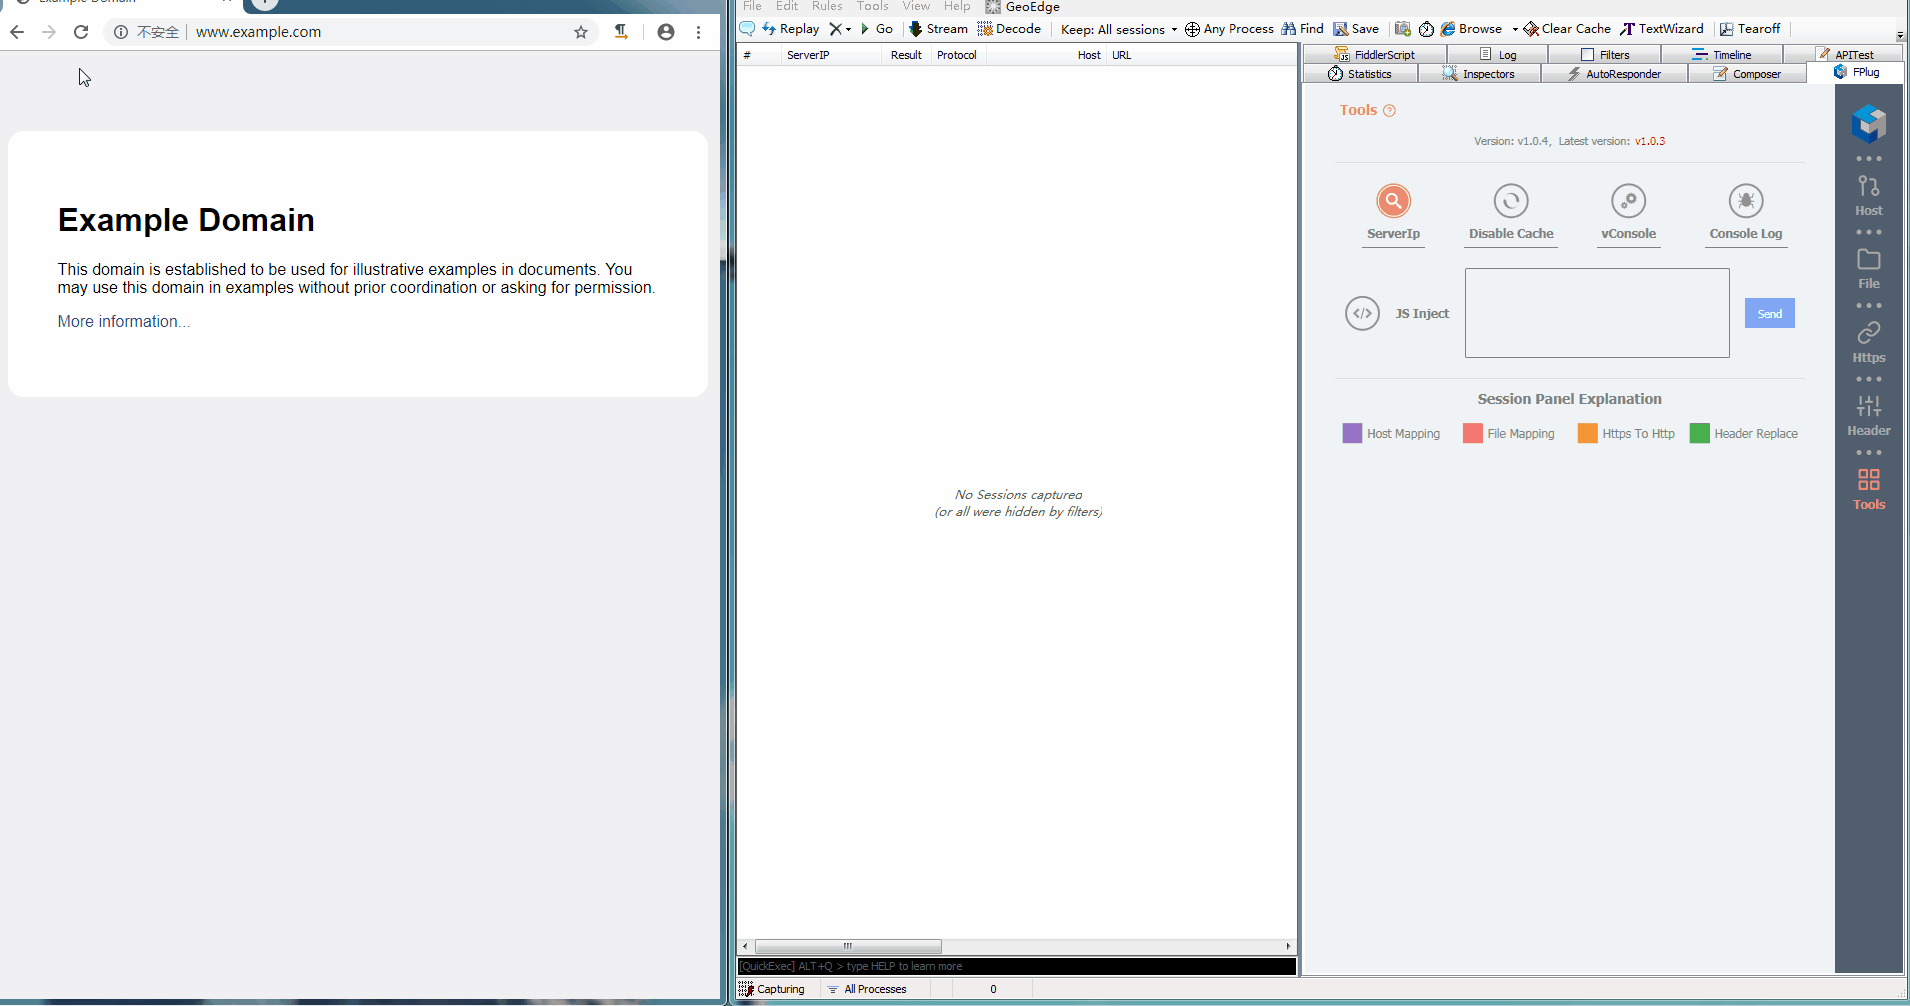 Example Domain
不安全
www.example.com
Example Domain
This domain is established to be used for illustrative examples in documents. You
may use this domain in examples without prior coordination or asking for permission.
More information...
File Edit Rules Tools View Help GeoEdge
Replay Go Stream Decode Keep: All sessions Any Process Find Save Browse Clear Cache TextWizard Tearoff
# ServerIP Result Protocol Host URL
No Sessions captured
(or all were hidden by filters)
[QuickExec] ALT+Q > type HELP to learn more
Capturing All Processes 0
FiddlerScript Log Filters Timeline APITest
Statistics Inspectors AutoResponder Composer FPlug
Tools
Version: v1.0.4, Latest version: v1.0.3
ServerIp Disable Cache vConsole Console Log
JS Inject
Send
Session Panel Explanation
Host Mapping File Mapping Https To Http Header Replace
Host
File
Https
Header
Tools